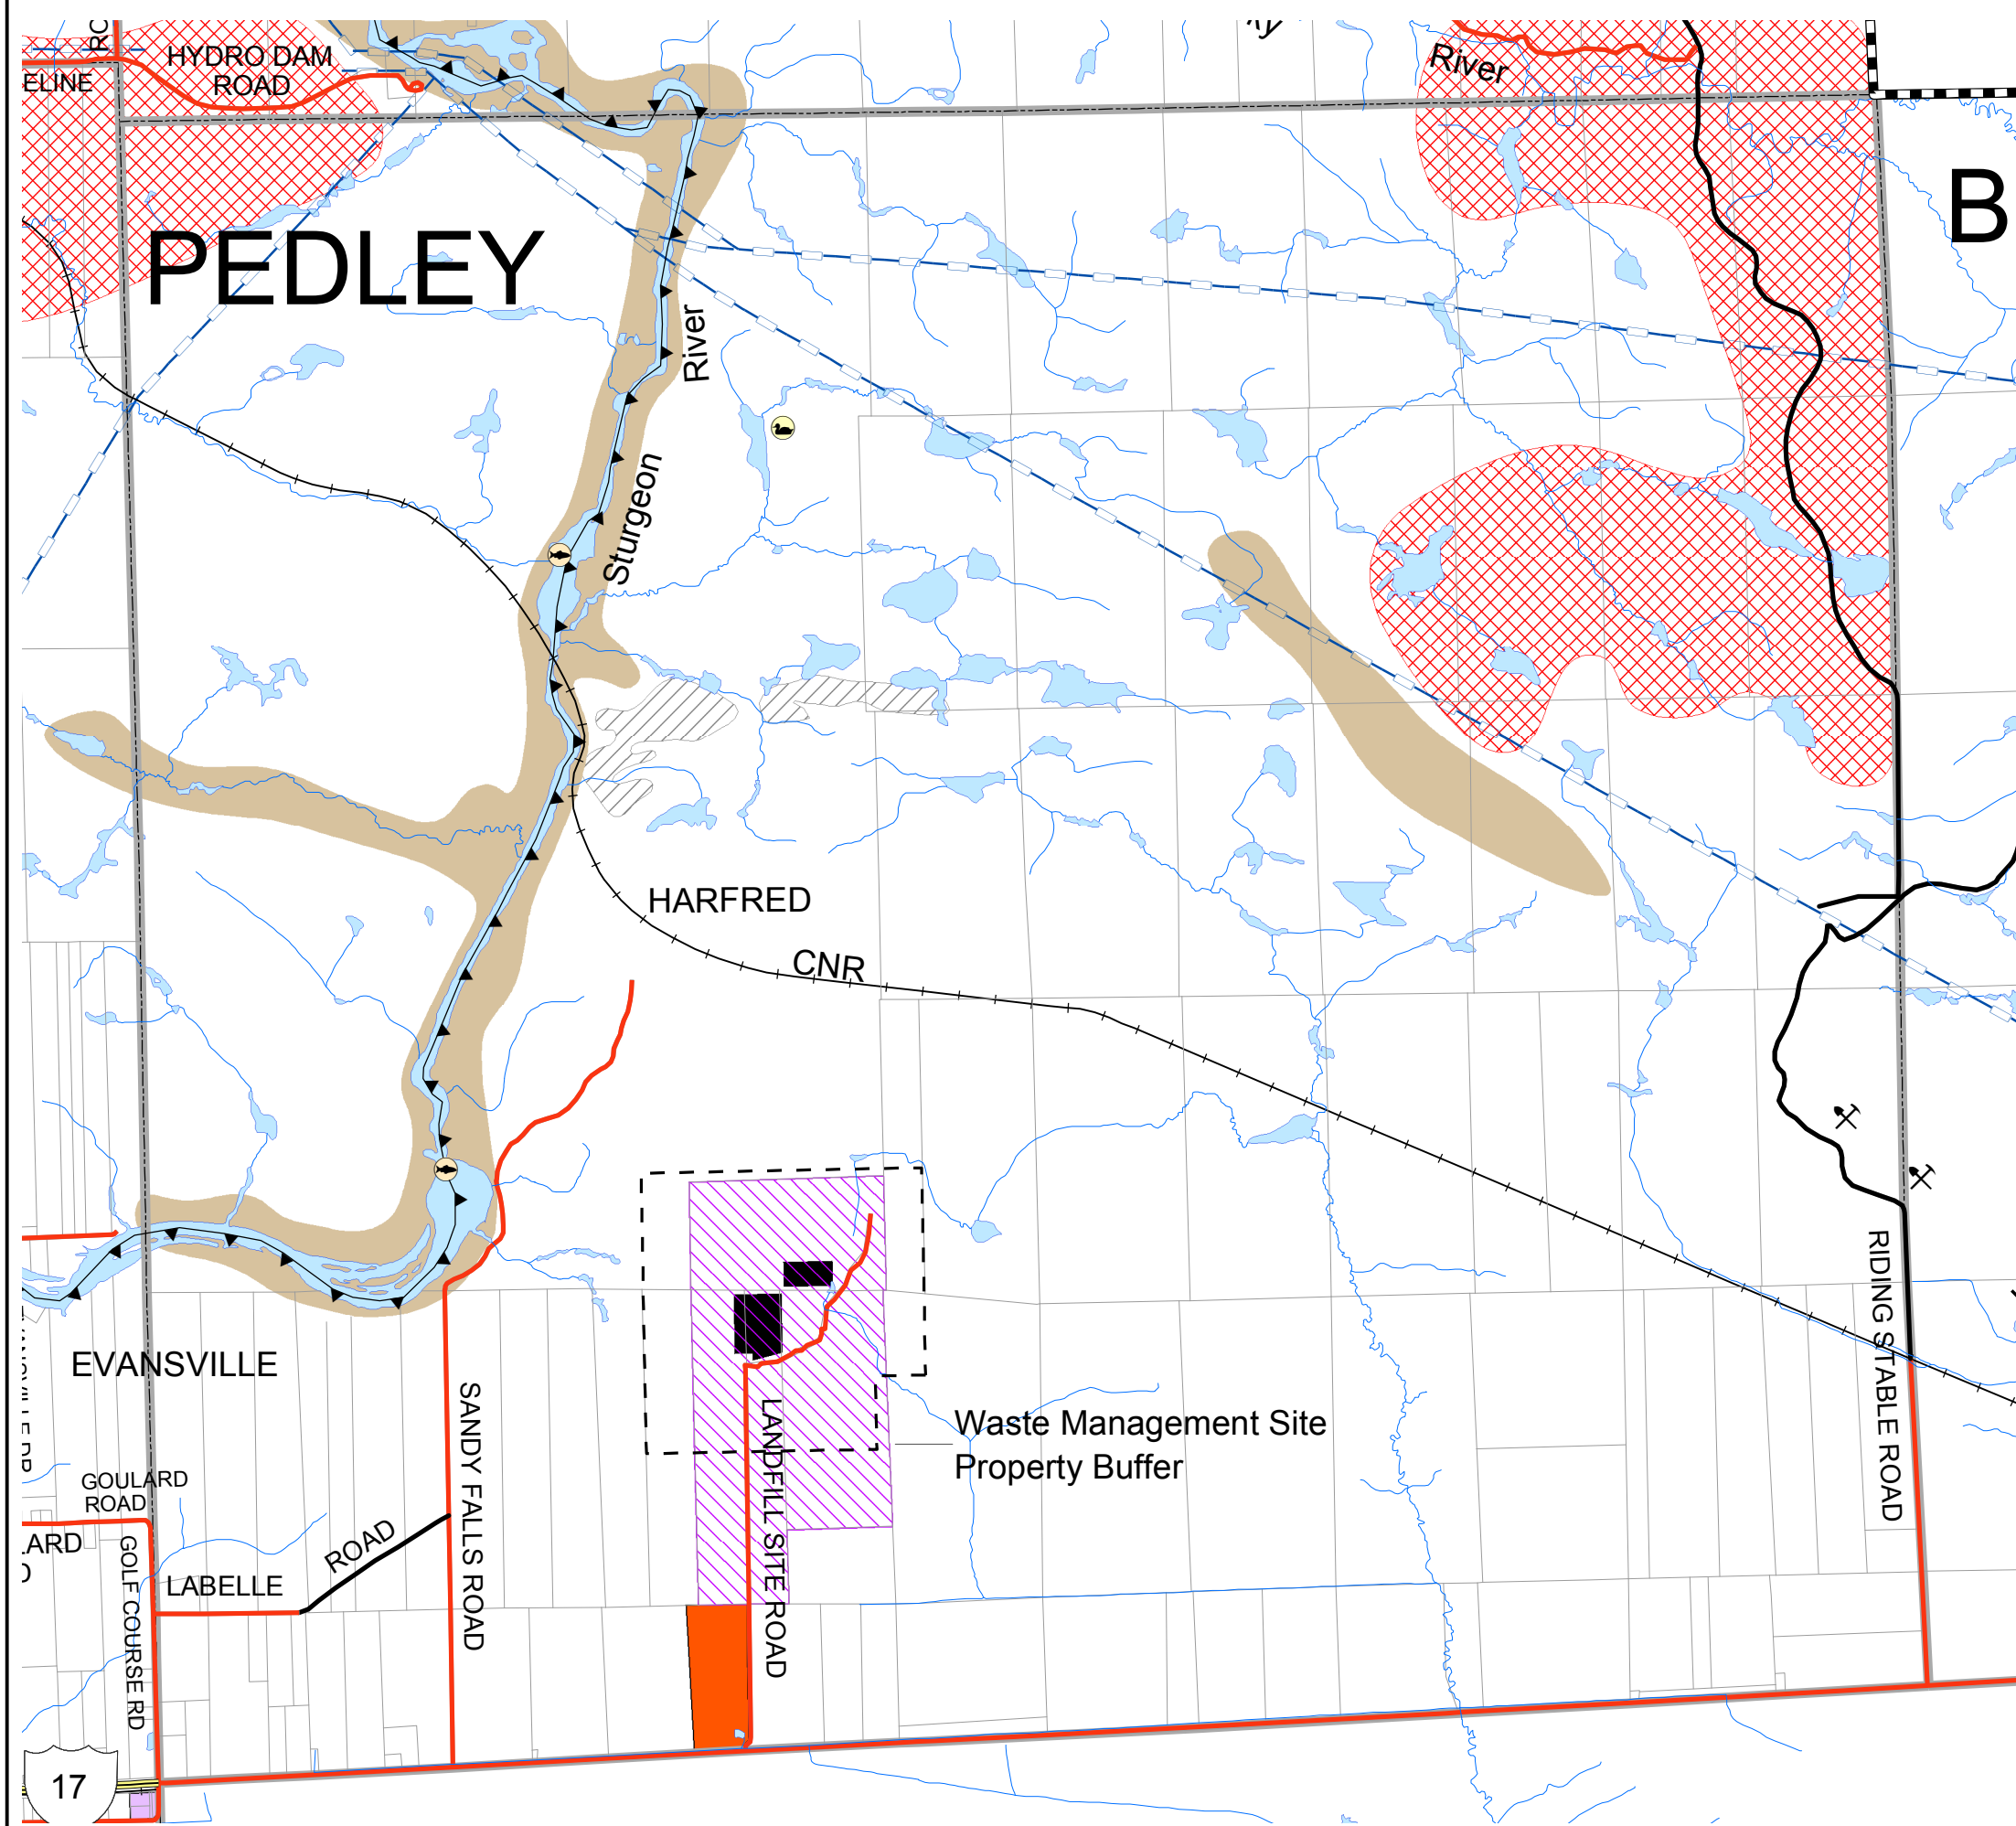 HYDRO DAM
ROAD
ELINE
River
PEDLEY
B
River
Sturgeon
HARFRED
CNR
EVANSVILLE
SANDY FALLS ROAD
LANDFILL SITE ROAD
Waste Management Site
Property Buffer
RIDING STABLE ROAD
GOULARD
ROAD
GOLF COURSE RD
LABELLE
ROAD
17